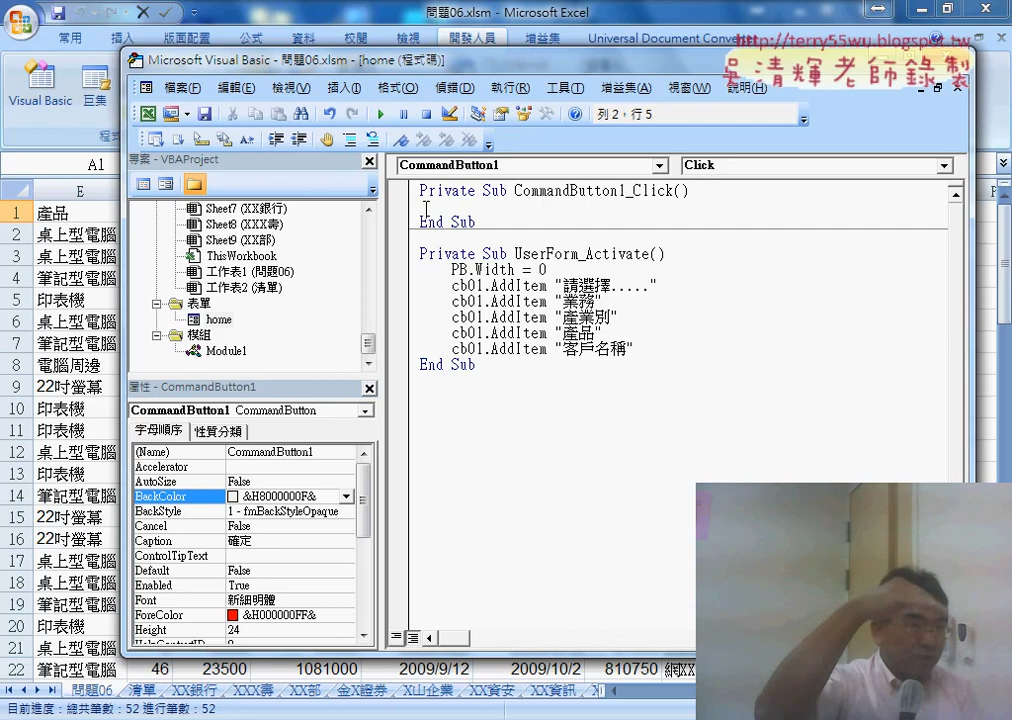 問題06.xlsm - Microsoft Excel
常用 插入 版面配置 公式 資料 校閱 檢視 開發人員 增益集 Universal Document Conve
http://terry55wu.blogspot.tw
吳清輝老師錄製
Visual Basic 巨集
Microsoft Visual Basic - 問題06.xlsm - [home (程式碼)]
檔案(F) 編輯(E) 檢視(V) 插入(I) 格式(O) 偵錯(D) 執行(R) 工具(T) 增益集(A) 視窗(W) 說明(H)
列 2，行 5
專案 - VBAProject
Sheet7 (XX銀行)
Sheet8 (XXX壽)
Sheet9 (XX部)
ThisWorkbook
工作表1 (問題06)
工作表2 (清單)
表單
home
模組
Module1
屬性 - CommandButton1
CommandButton1 CommandButton
字母順序 性質分類
(Name) CommandButton1
Accelerator
AutoSize False
BackColor &H8000000F&
BackStyle 1 - fmBackStyleOpaque
Cancel False
Caption 確定
ControlTipText
Default False
Enabled True
Font 新細明體
ForeColor &H000000FF&
Height 24
CommandButton1 Click
Private Sub CommandButton1_Click()
End Sub
Private Sub UserForm_Activate()
PB.Width = 0
cb01.AddItem "請選擇....."
cb01.AddItem "業務"
cb01.AddItem "產業別"
cb01.AddItem "產品"
cb01.AddItem "客戶名稱"
End Sub
A1
E
1 產品
2 桌上型電腦
3 桌上型電腦
4 筆記型電腦
5 印表機
6 桌上型電腦
7 筆記型電腦
8 電腦周邊
9 22吋螢幕
10 印表機
11 印表機
12 桌上型電腦
13 印表機
14 筆記型電腦
15 22吋螢幕
16 22吋螢幕
17 桌上型電腦
18 桌上型電腦
19 筆記型電腦
20 印表機
21 桌上型電腦
22 筆記型電腦 46 23500 1081000 2009/9/12 2009/10/2 810750
問題06 清單 XX銀行 XXX壽 XX部 金X證券 X山企業 XX資安 XX資訊
目前進度：總共筆數：52 進行筆數：52